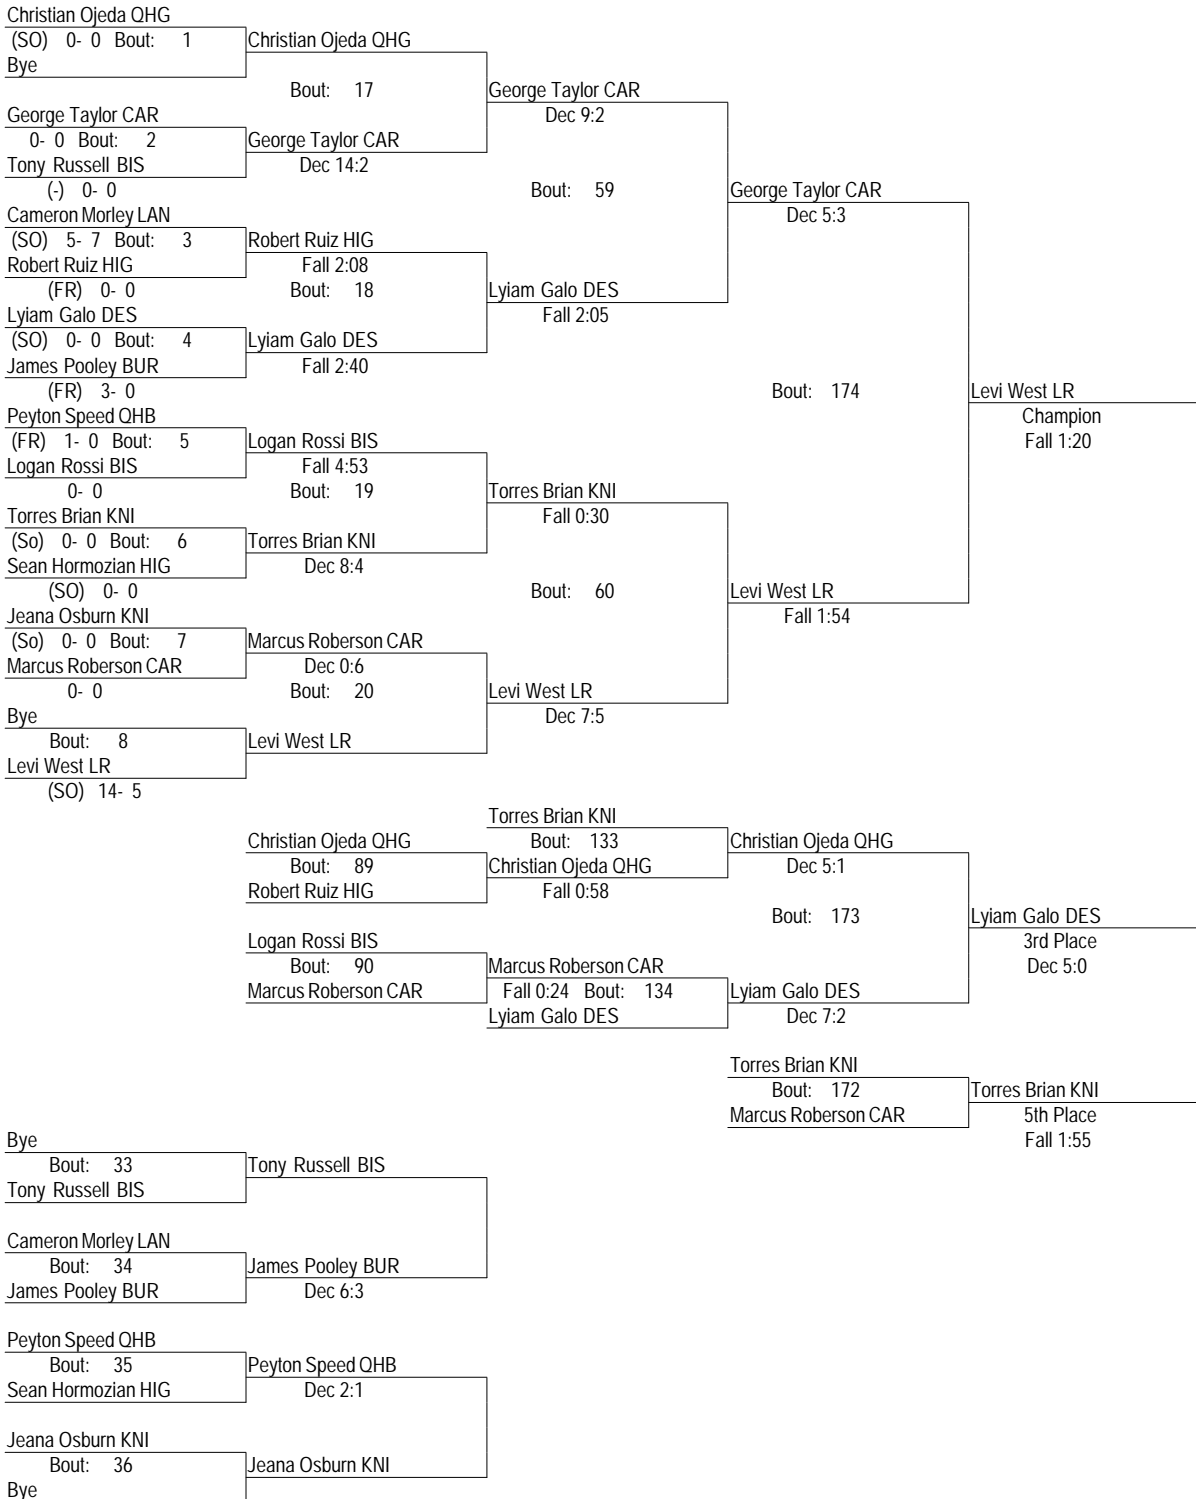 Christian Ojeda QHG
(SO) 0- 0 Bout: 1 Christian Ojeda QHG
Bye
Bout: 17 George Taylor CAR
George Taylor CAR Dec 9:2
0- 0 Bout: 2 George Taylor CAR
Tony Russell BIS Dec 14:2
(-) 0- 0 Bout: 59 George Taylor CAR
Cameron Morley LAN Dec 5:3
(SO) 5- 7 Bout: 3 Robert Ruiz HIG
Robert Ruiz HIG Fall 2:08
(FR) 0- 0 Bout: 18 Lyiam Galo DES
Lyiam Galo DES Fall 2:05
(SO) 0- 0 Bout: 4 Lyiam Galo DES
James Pooley BUR Fall 2:40
(FR) 3- 0 Bout: 174 Levi West LR
Peyton Speed QHB Champion
(FR) 1- 0 Bout: 5 Logan Rossi BIS Fall 1:20
Logan Rossi BIS Fall 4:53
0- 0 Bout: 19 Torres Brian KNI
Torres Brian KNI Fall 0:30
(So) 0- 0 Bout: 6 Torres Brian KNI
Sean Hormozian HIG Dec 8:4
(SO) 0- 0 Bout: 60 Levi West LR
Jeana Osburn KNI Fall 1:54
(So) 0- 0 Bout: 7 Marcus Roberson CAR
Marcus Roberson CAR Dec 0:6
0- 0 Bout: 20 Levi West LR
Bye Dec 7:5
Bout: 8 Levi West LR
Levi West LR
(SO) 14- 5
Torres Brian KNI
Christian Ojeda QHG Bout: 133 Christian Ojeda QHG
Bout: 89 Christian Ojeda QHG Dec 5:1
Robert Ruiz HIG Fall 0:58
Bout: 173 Lyiam Galo DES
Logan Rossi BIS 3rd Place
Bout: 90 Marcus Roberson CAR Dec 5:0
Marcus Roberson CAR Fall 0:24 Bout: 134 Lyiam Galo DES
Lyiam Galo DES Dec 7:2
Torres Brian KNI
Bout: 172 Torres Brian KNI
Marcus Roberson CAR 5th Place
Bye Fall 1:55
Bout: 33 Tony Russell BIS
Tony Russell BIS
Cameron Morley LAN
Bout: 34 James Pooley BUR
James Pooley BUR Dec 6:3
Peyton Speed QHB
Bout: 35 Peyton Speed QHB
Sean Hormozian HIG Dec 2:1
Jeana Osburn KNI
Bout: 36 Jeana Osburn KNI
Bye